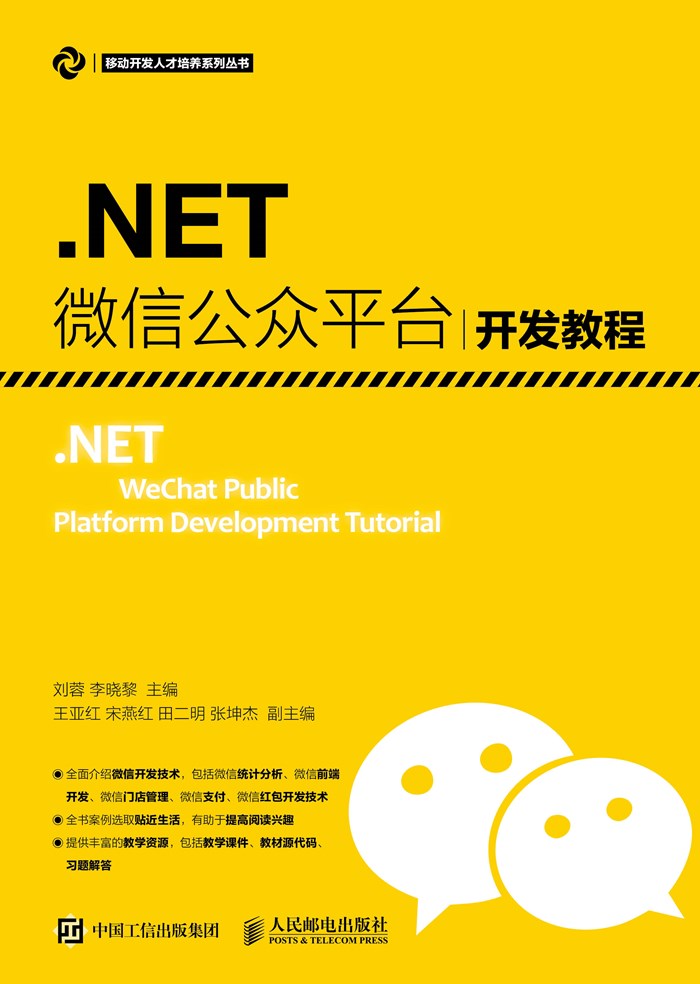 移动开发人才培养系列丛书
.NET
微信公众平台 开发教程
.NET
WeChat Public
Platform Development Tutorial
刘蓉 李晓黎 主编
王亚红 宋燕红 田二明 张坤杰 副主编
全面介绍微信开发技术，包括微信统计分析、微信前端
开发、微信门店管理、微信支付、微信红包开发技术
全书案例选取贴近生活，有助于提高阅读兴趣
提供丰富的教学资源，包括教学课件、教材源代码、
习题解答
中国工信出版集团
人民邮电出版社
POSTS & TELECOM PRESS